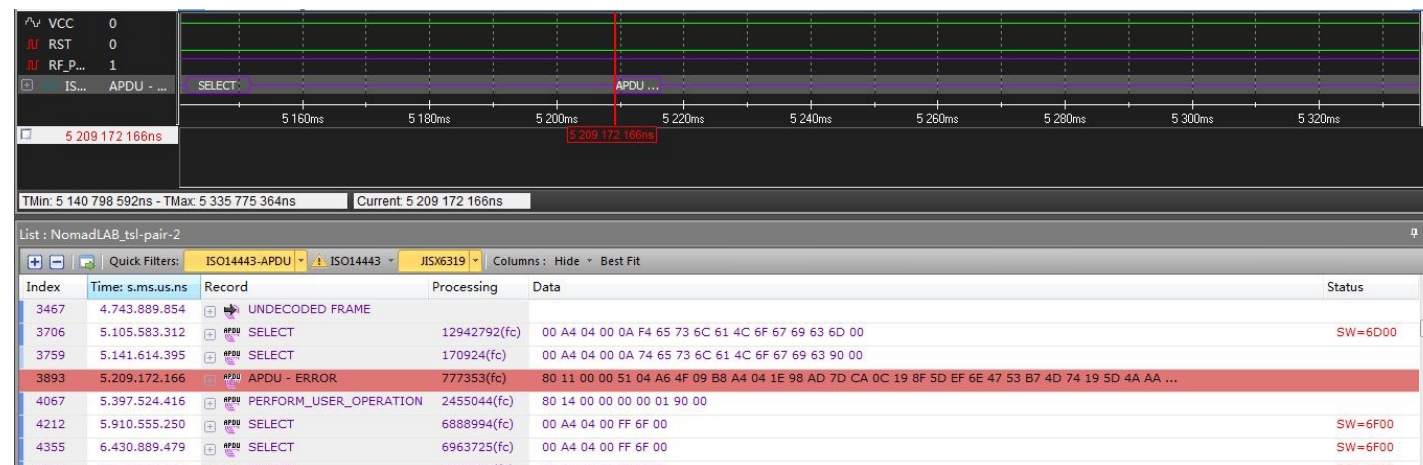 VCC 0
RST 0
RF_P... 1
IS... APDU - ... SELECT APDU ...
5 160ms 5 180ms 5 200ms 5 220ms 5 240ms 5 260ms 5 280ms 5 300ms 5 320ms
5 209 172 166ns 5 209 172 166ns
TMin: 5 140 798 592ns - TMax: 5 335 775 364ns Current: 5 209 172 166ns
List : NomadLAB_tsl-pair-2
Quick Filters: ISO14443-APDU ISO14443 JISX6319 Columns : Hide Best Fit
Index Time: s.ms.us.ns Record Processing Data Status
3467 4.743.889.854 UNDECODED FRAME
3706 5.105.583.312 APDU SELECT 12942792(fc) 00 A4 04 00 0A F4 65 73 6C 61 4C 6F 67 69 63 6D 00 SW=6D00
3759 5.141.614.395 APDU SELECT 170924(fc) 00 A4 04 00 0A 74 65 73 6C 61 4C 6F 67 69 63 90 00
3893 5.209.172.166 APDU APDU - ERROR 777353(fc) 80 11 00 00 51 04 A6 4F 09 B8 A4 04 1E 98 AD 7D CA 0C 19 8F 5D EF 6E 47 53 B7 4D 74 19 5D 4A AA ...
4067 5.397.524.416 APDU PERFORM_USER_OPERATION 2455044(fc) 80 14 00 00 00 00 01 90 00
4212 5.910.555.250 APDU SELECT 6888994(fc) 00 A4 04 00 FF 6F 00 SW=6F00
4355 6.430.889.479 APDU SELECT 6963725(fc) 00 A4 04 00 FF 6F 00 SW=6F00